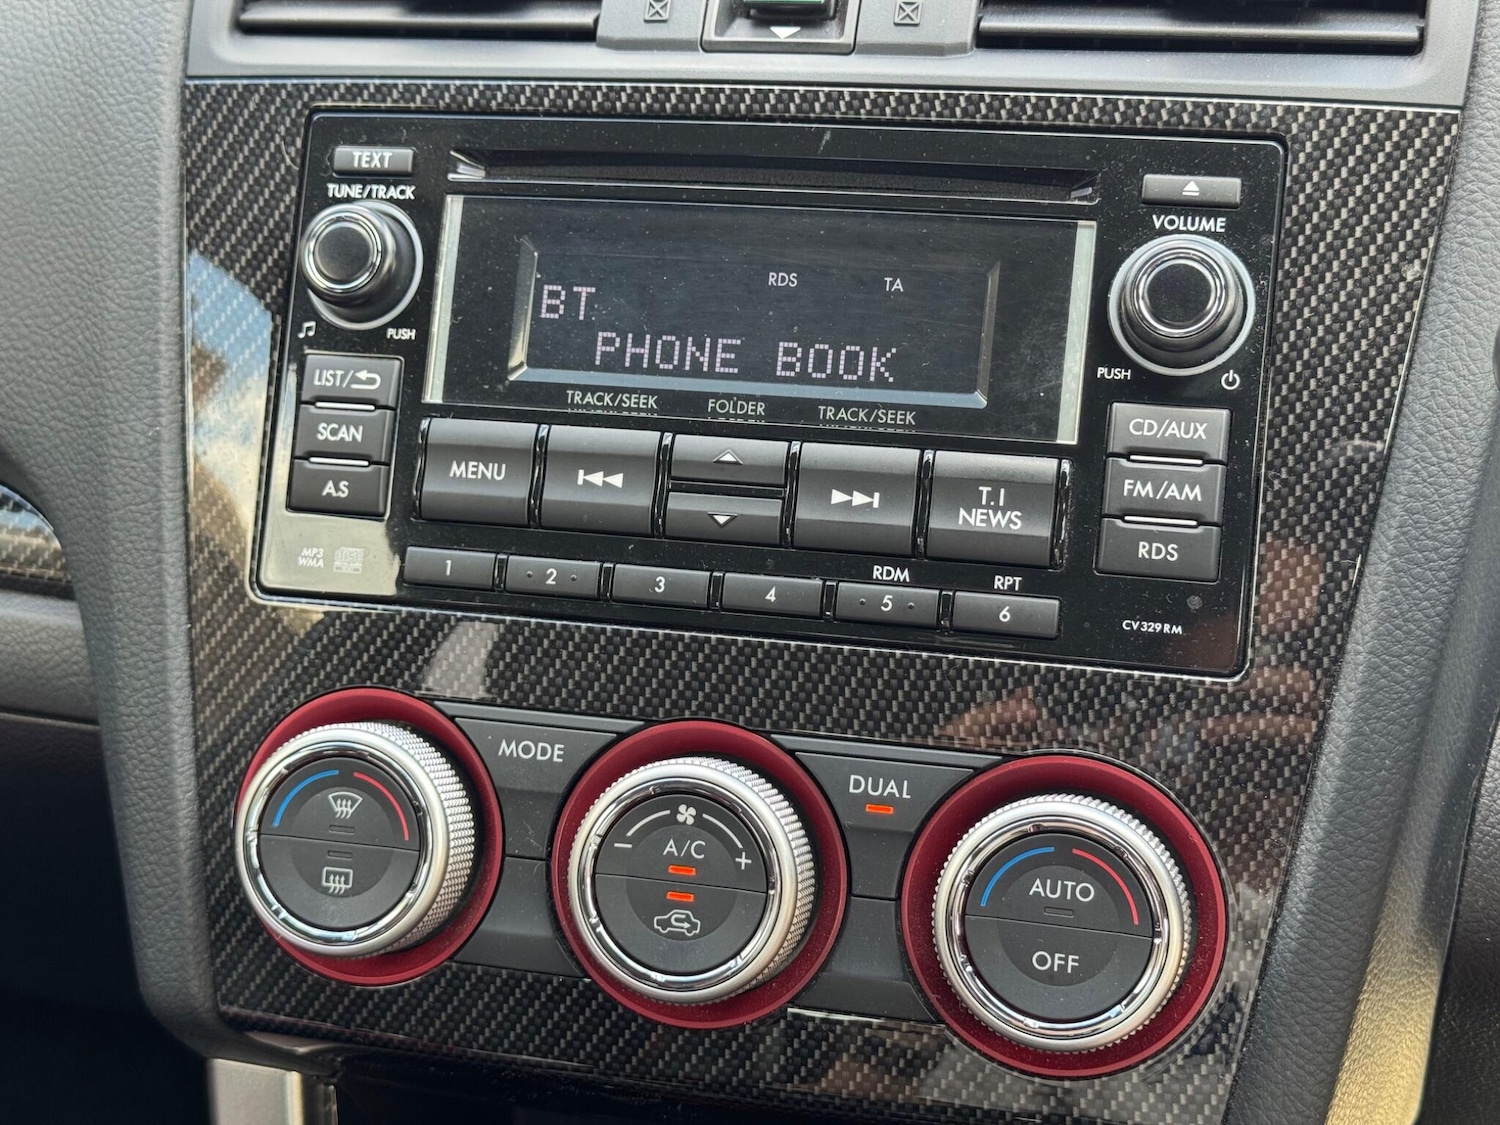 TEXT
TUNE/TRACK
PUSH
VOLUME
PUSH
RDS TA
BT
PHONE BOOK
TRACK/SEEK FOLDER TRACK/SEEK
LIST/
SCAN
A.S
MENU
T.I
NEWS
CD/AUX
FM/AM
RDS
MP3
WMA
RDM RPT
1 2 3 4 5 6
CV329RM
MODE
DUAL
A/C
- +
AUTO
OFF